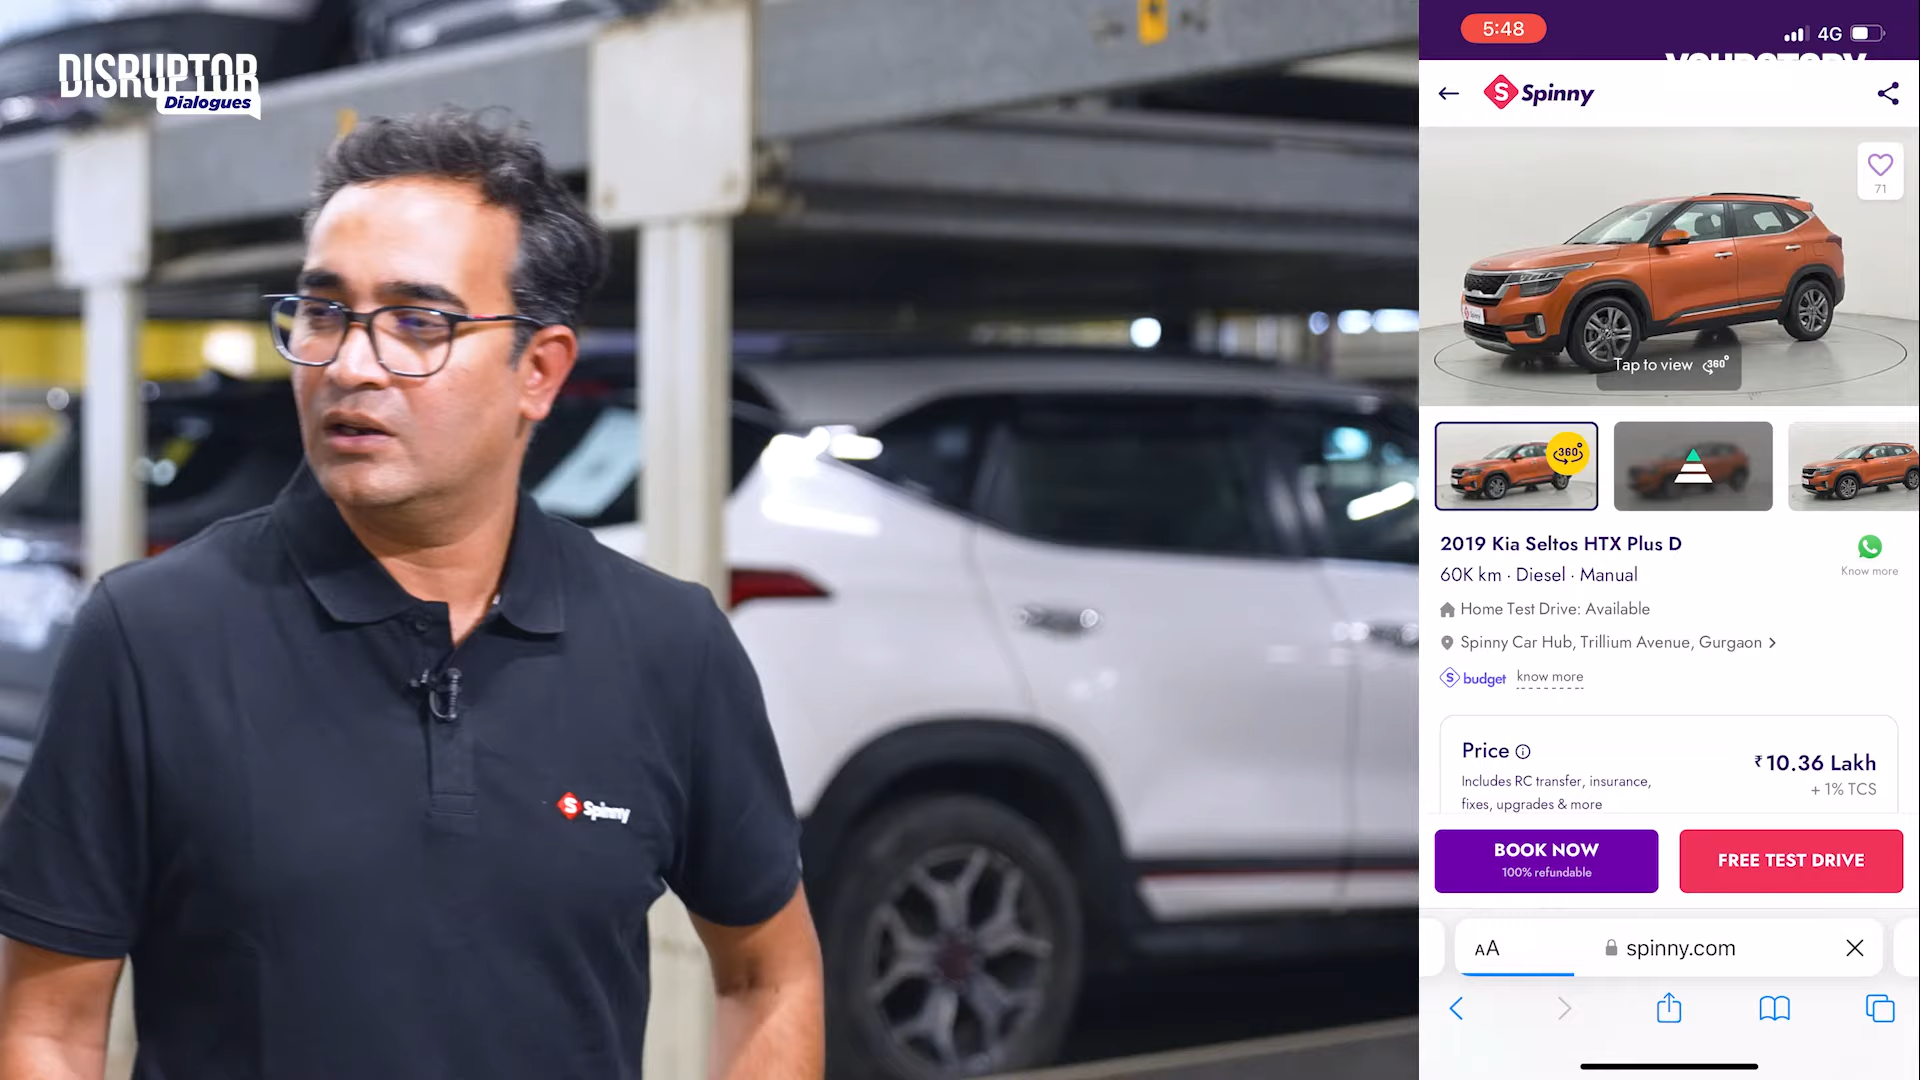 DISRUPTOR
Dialogues
Spinny
5:48
4G
YOURSTORY
S Spinny
71
Tap to view 360°
360°
2019 Kia Seltos HTX Plus D
60K km · Diesel · Manual
Know more
Home Test Drive: Available
Spinny Car Hub, Trillium Avenue, Gurgaon >
S budget know more
Price
₹10.36 Lakh
Includes RC transfer, insurance,
fixes, upgrades & more
+ 1% TCS
BOOK NOW
100% refundable
FREE TEST DRIVE
AA
spinny.com